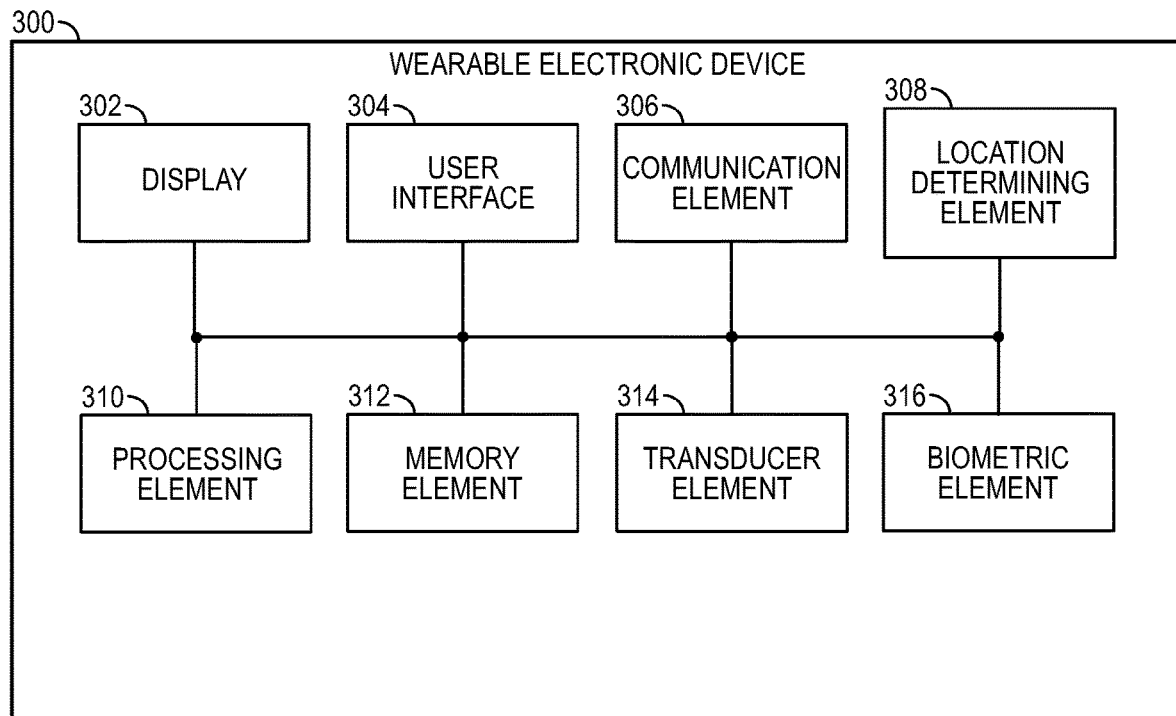 300
WEARABLE ELECTRONIC DEVICE
302
DISPLAY
304
USER
INTERFACE
306
COMMUNICATION
ELEMENT
308
LOCATION
DETERMINING
ELEMENT
310
PROCESSING
ELEMENT
312
MEMORY
ELEMENT
314
TRANSDUCER
ELEMENT
316
BIOMETRIC
ELEMENT